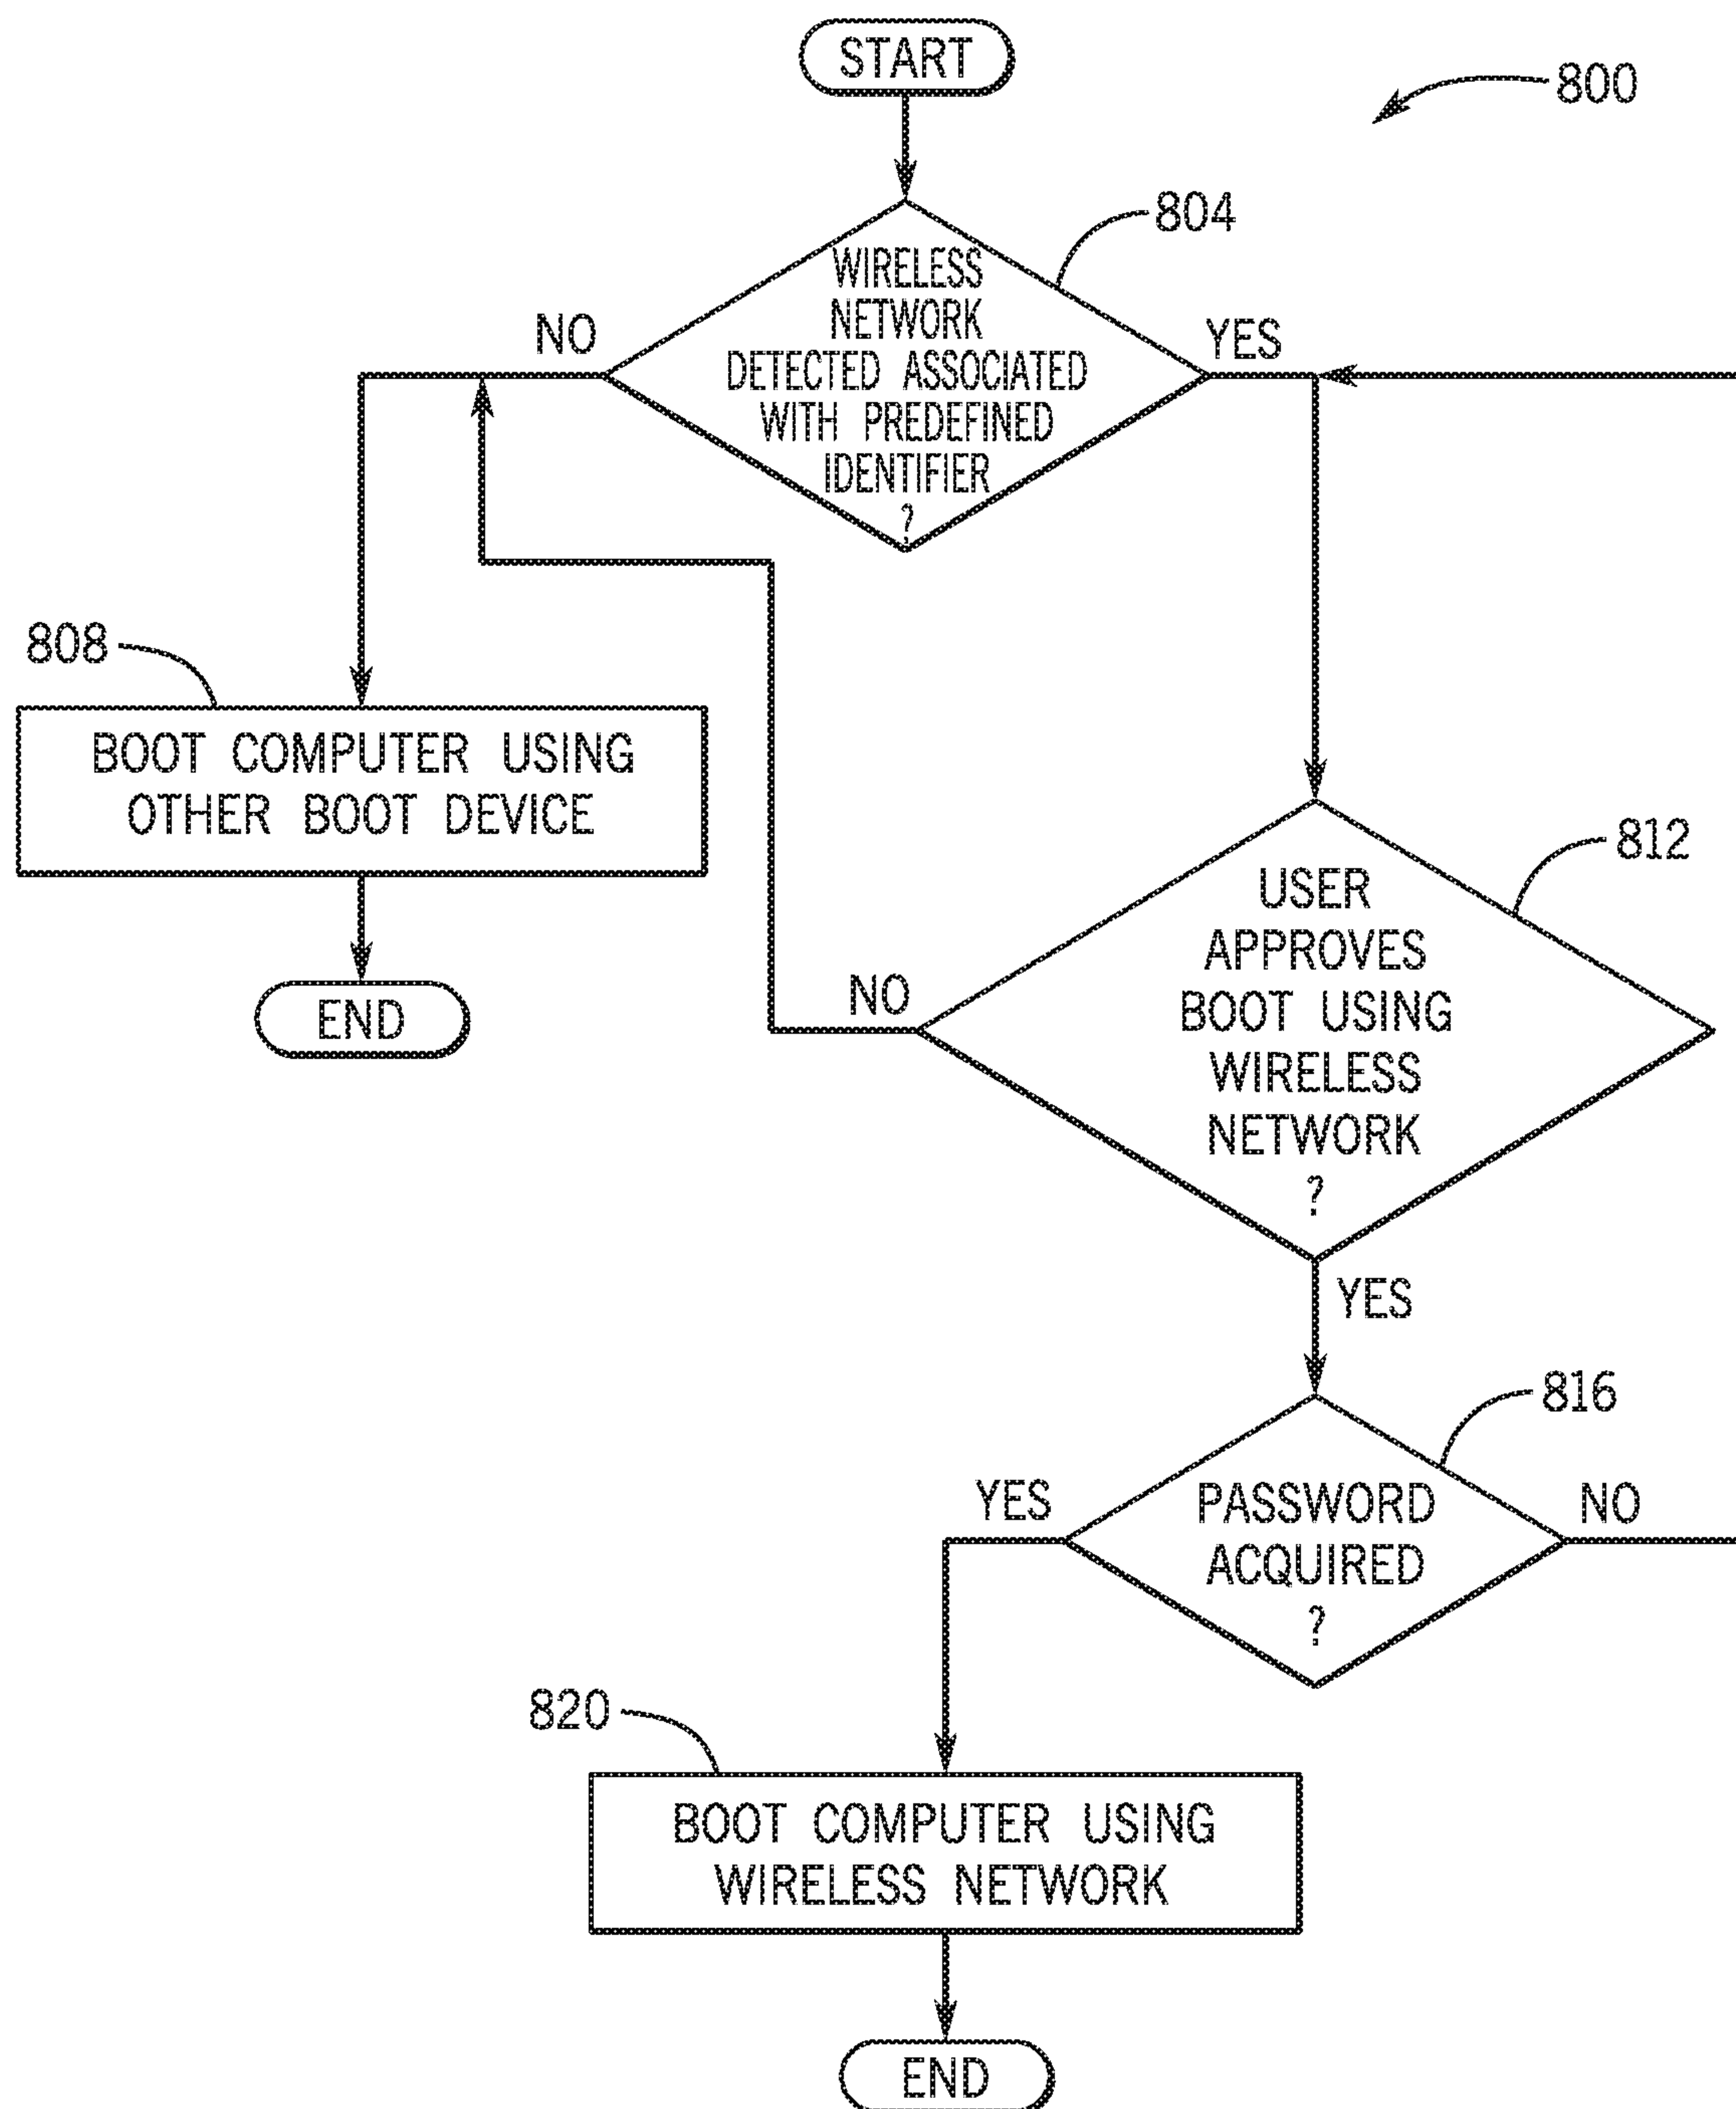 START
800
804
WIRELESS
NETWORK
DETECTED ASSOCIATED
WITH PREDEFINED
IDENTIFIER
?
NO
YES
808
BOOT COMPUTER USING
OTHER BOOT DEVICE
END
812
USER
APPROVES
BOOT USING
WIRELESS
NETWORK
?
NO
YES
816
PASSWORD
ACQUIRED
?
YES
NO
820
BOOT COMPUTER USING
WIRELESS NETWORK
END